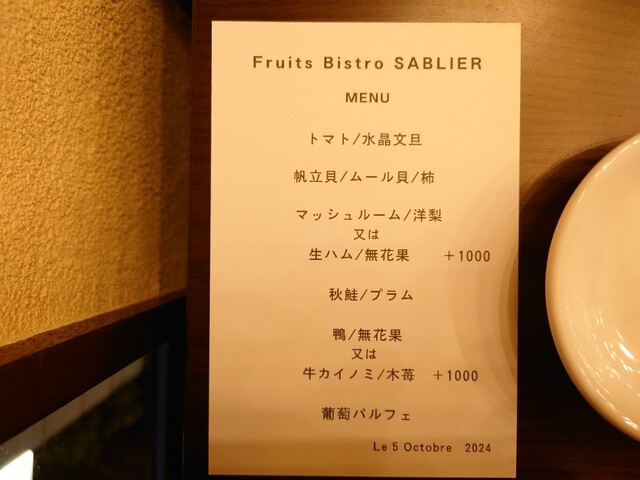 Fruits Bistro SABLIER
MENU
トマト/水晶文旦
帆立貝/ムール貝/柿
マッシュルーム/洋梨
又は
生ハム/無花果 +1000
秋鮭/プラム
鴨/無花果
又は
牛カイノミ/木苺 +1000
葡萄パルフェ
Le 5 Octobre 2024